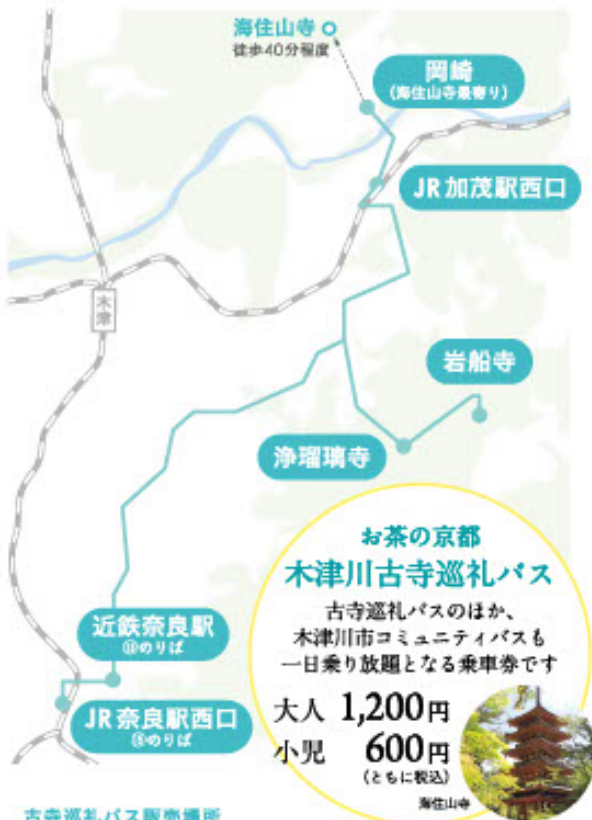 海住山寺
徒歩40分程度
岡崎
(海住山寺最寄り)
JR加茂駅西口
木津
岩船寺
浄瑠璃寺
お茶の京都
木津川古寺巡礼バス
古寺巡礼バスのほか、
木津川市コミュニティバスも
一日乗り放題となる乗車券です
近鉄奈良駅
のりば
JR奈良駅西口
のりば
大人 1,200円
小児 600円
(ともに税込)
海住山寺
古寺巡礼バス販売場所